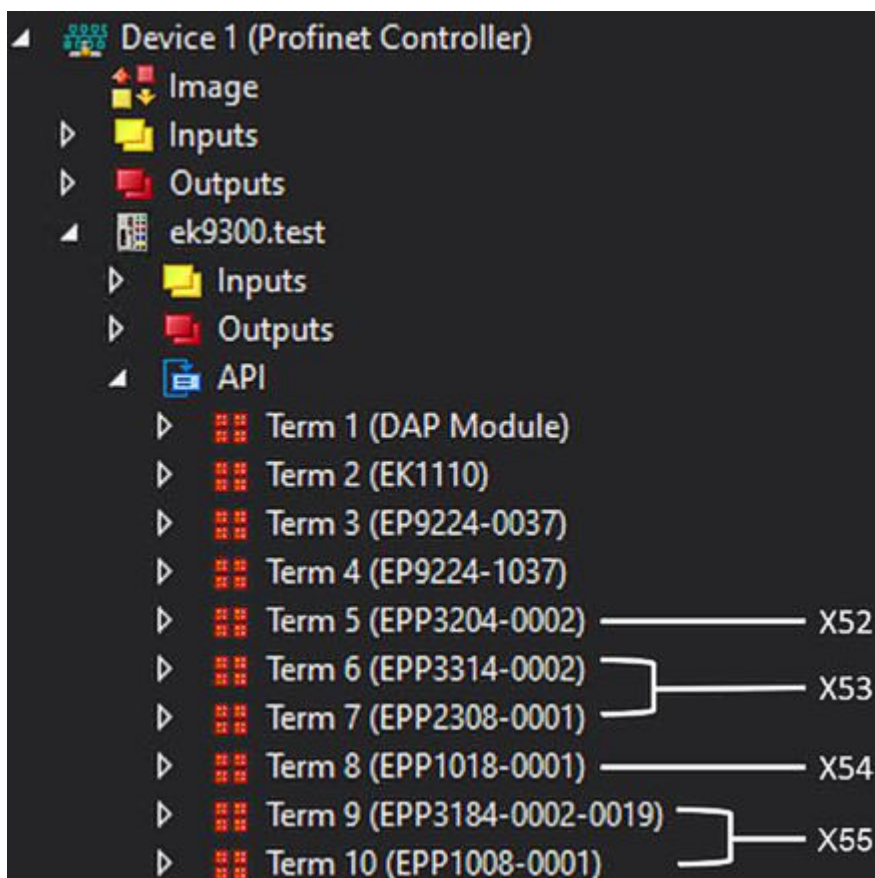 Device 1 (Profinet Controller)
Image
Inputs
Outputs
ek9300.test
Inputs
Outputs
API
Term 1 (DAP Module)
Term 2 (EK1110)
Term 3 (EP9224-0037)
Term 4 (EP9224-1037)
Term 5 (EPP3204-0002) X52
Term 6 (EPP3314-0002)
X53
Term 7 (EPP2308-0001)
Term 8 (EPP1018-0001) X54
Term 9 (EPP3184-0002-0019)
X55
Term 10 (EPP1008-0001)